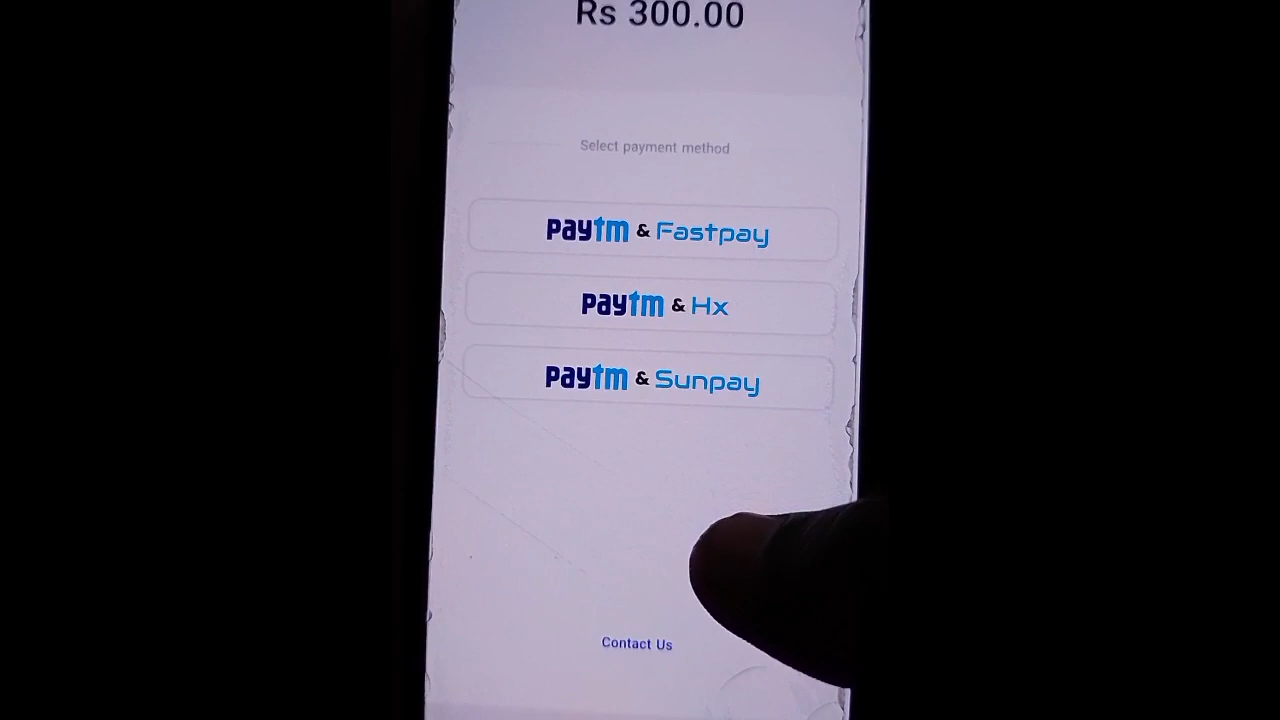 Rs 300.00
Select payment method
paytm & Fastpay
paytm & Hx
paytm & Sunpay
Contact Us